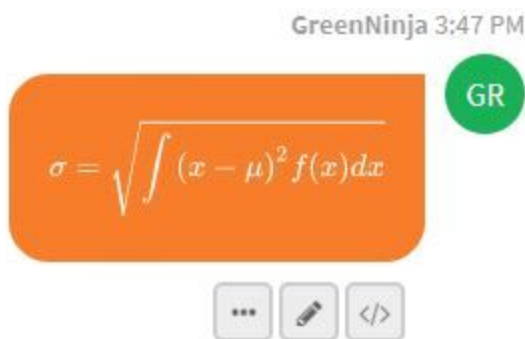 GreenNinja 3:47 PM
GR
σ = √∫ (x − μ)² f(x)dx
••• </>